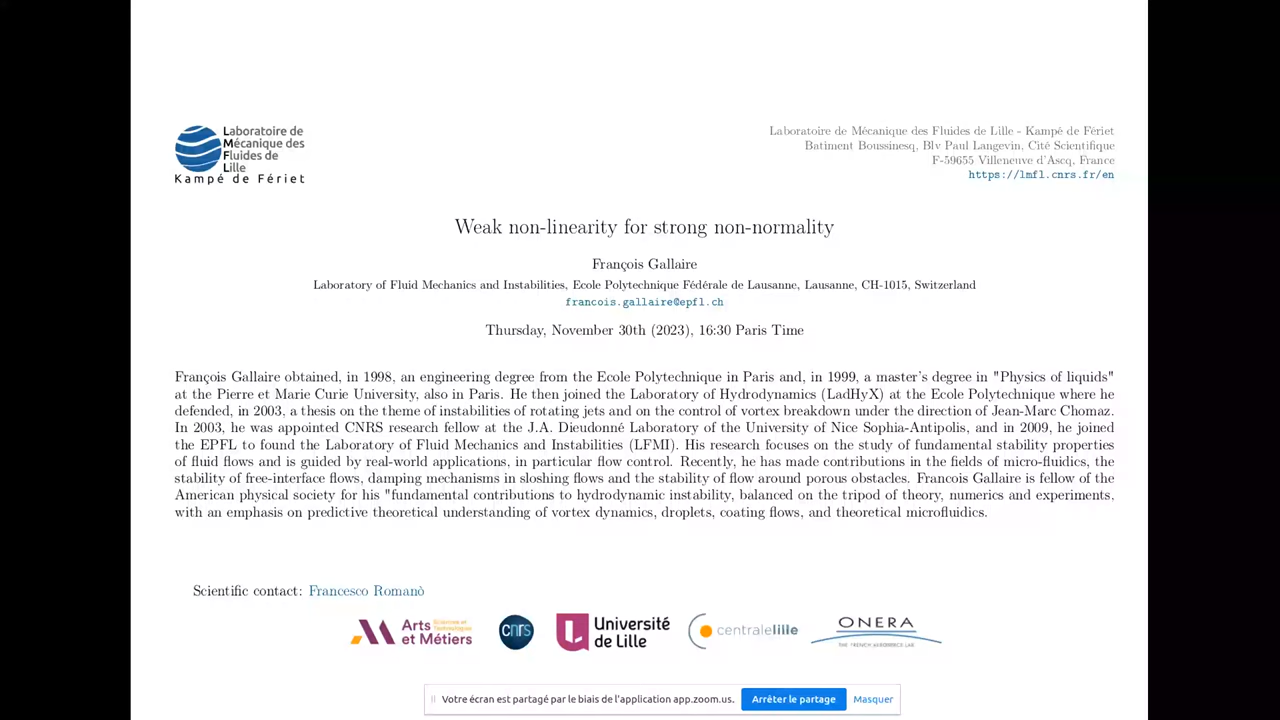 Laboratoire de
Mécanique des
Fluides de
Lille
Kampé de Fériet
Laboratoire de Mécanique des Fluides de Lille - Kampé de Fériet
Batiment Boussinesq, Blv Paul Langevin, Cité Scientifique
F-59655 Villeneuve d'Ascq, France
https://lmfl.cnrs.fr/en
Weak non-linearity for strong non-normality
François Gallaire
Laboratory of Fluid Mechanics and Instabilities, Ecole Polytechnique Fédérale de Lausanne, Lausanne, CH-1015, Switzerland
francois.gallaire@epfl.ch
Thursday, November 30th (2023), 16:30 Paris Time
François Gallaire obtained, in 1998, an engineering degree from the Ecole Polytechnique in Paris and, in 1999, a master's degree in "Physics of liquids"
at the Pierre et Marie Curie University, also in Paris. He then joined the Laboratory of Hydrodynamics (LadHyX) at the Ecole Polytechnique where he
defended, in 2003, a thesis on the theme of instabilities of rotating jets and on the control of vortex breakdown under the direction of Jean-Marc Chomaz.
In 2003, he was appointed CNRS research fellow at the J.A. Dieudonné Laboratory of the University of Nice Sophia-Antipolis, and in 2009, he joined
the EPFL to found the Laboratory of Fluid Mechanics and Instabilities (LFMI). His research focuses on the study of fundamental stability properties
of fluid flows and is guided by real-world applications, in particular flow control. Recently, he has made contributions in the fields of micro-fluidics, the
stability of free-interface flows, damping mechanisms in sloshing flows and the stability of flow around porous obstacles. Francois Gallaire is fellow of the
American physical society for his "fundamental contributions to hydrodynamic instability, balanced on the tripod of theory, numerics and experiments,
with an emphasis on predictive theoretical understanding of vortex dynamics, droplets, coating flows, and theoretical microfluidics.
Scientific contact: Francesco Romanò
Arts
et Métiers
Sciences et
Technologies
cnrs
Université
de Lille
centralelille
ONERA
THE FRENCH AEROSPACE LAB
Votre écran est partagé par le biais de l'application app.zoom.us.
Arrêter le partage
Masquer